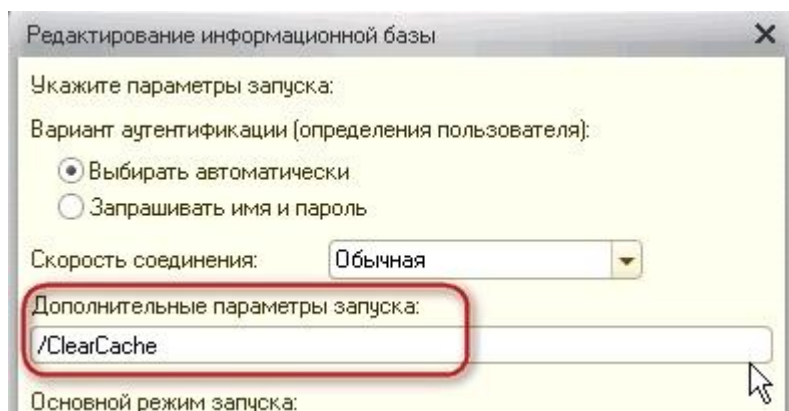 Редактирование информационной базы
Укажите параметры запуска:
Вариант аутентификации (определения пользователя):
Выбирать автоматически
Запрашивать имя и пароль
Скорость соединения: Обычная
Дополнительные параметры запуска:
/ClearCache
Основной режим запуска: